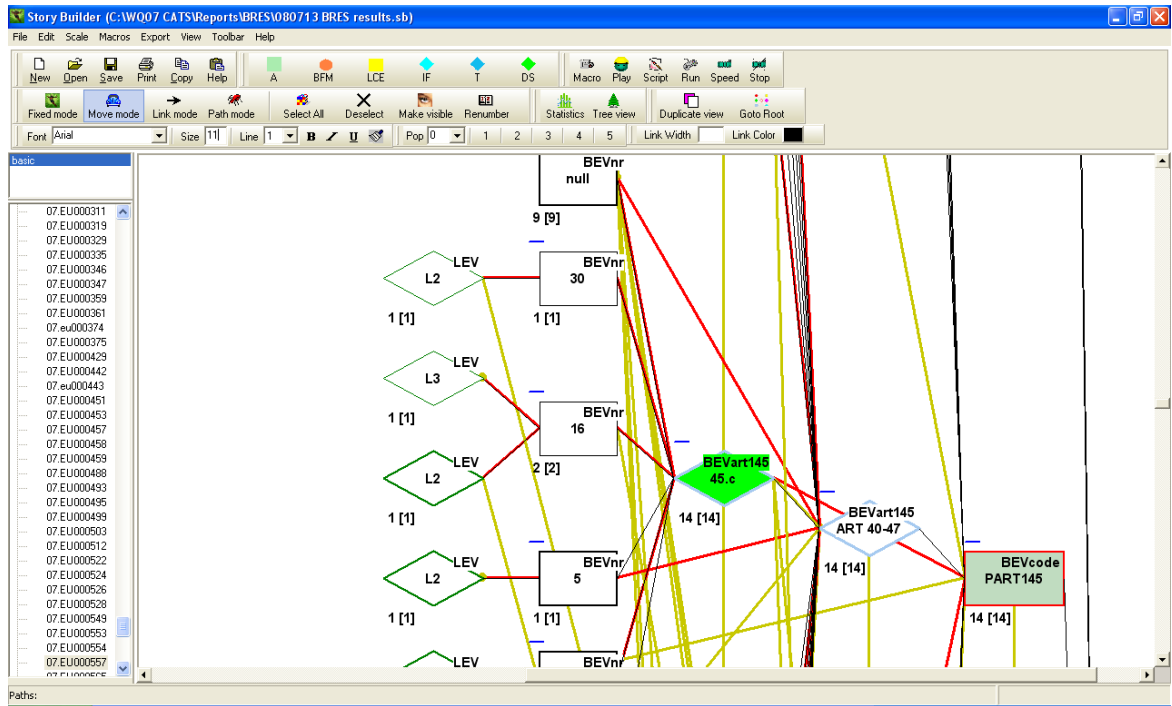 Story Builder (C:\WQ07 CATS\Reports\BRES\080713 BRES results.sb)
File Edit Scale Macros Export View Toolbar Help
New Open Save Print Copy Help A BFM LCE IF T DS Macro Play Script Run Speed Stop
Fixed mode Move mode Link mode Path mode Select All Deselect Make visible Renumber Statistics Tree view Duplicate view Goto Root
Font Arial Size 11 Line 1 B I U Pop 0 1 2 3 4 5 Link Width Link Color
basic
07.EU000311
07.EU000319
07.EU000329
07.EU000335
07.EU000346
07.EU000347
07.EU000359
07.EU000361
07.eu000374
07.EU000375
07.EU000429
07.EU000442
07.eu000443
07.EU000451
07.EU000453
07.EU000457
07.EU000458
07.EU000459
07.EU000488
07.EU000493
07.EU000495
07.EU000499
07.EU000503
07.EU000512
07.EU000522
07.EU000524
07.EU000526
07.EU000528
07.EU000549
07.EU000553
07.EU000554
07.EU000557
BEVnr
null
9 [9]
LEV
L2
1 [1]
BEVnr
30
1 [1]
LEV
L3
1 [1]
BEVnr
16
2 [2]
LEV
L2
1 [1]
BEVart145
45.c
14 [14]
BEVart145
ART 40-47
14 [14]
LEV
L2
1 [1]
BEVnr
5
1 [1]
BEVcode
PART145
14 [14]
LEV
BEVnr
Paths: